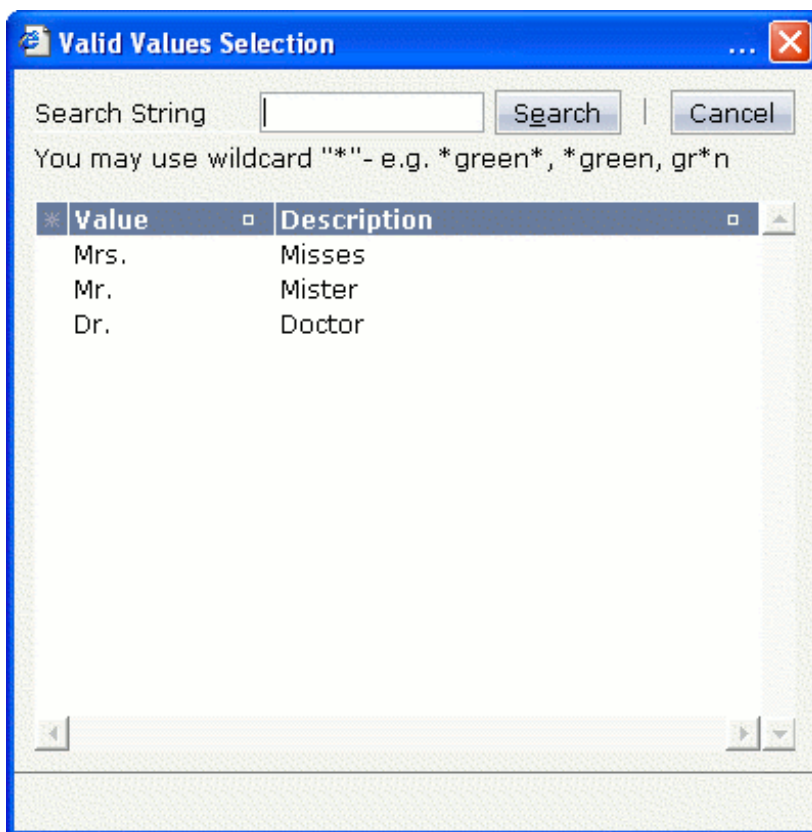 Valid Values Selection ...
Search String Search | Cancel
You may use wildcard "*"- e.g. *green*, *green, gr*n
Value Description
Mrs. Misses
Mr. Mister
Dr. Doctor